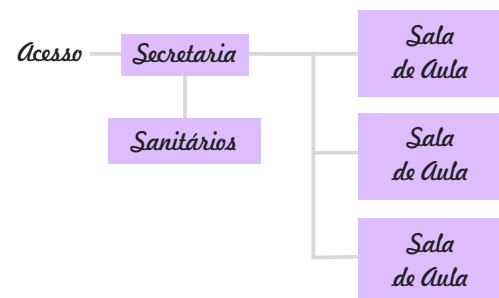 Acesso
Secretaria
Sanitários
Sala
de Aula
Sala
de Aula
Sala
de Aula